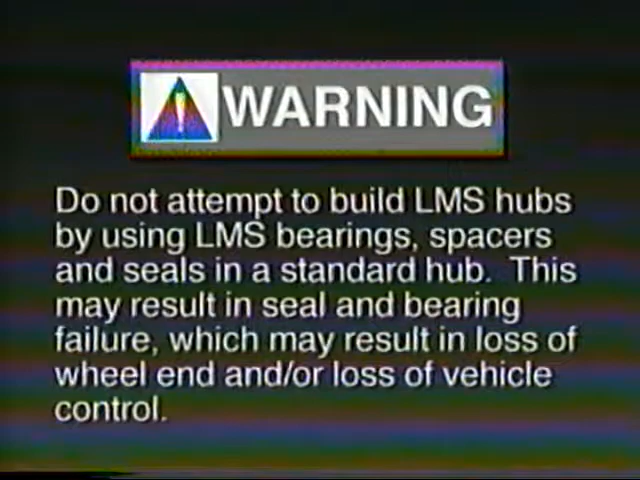 WARNING
Do not attempt to build LMS hubs
by using LMS bearings, spacers
and seals in a standard hub.  This
may result in seal and bearing
failure, which may result in loss of
wheel end and/or loss of vehicle
control.